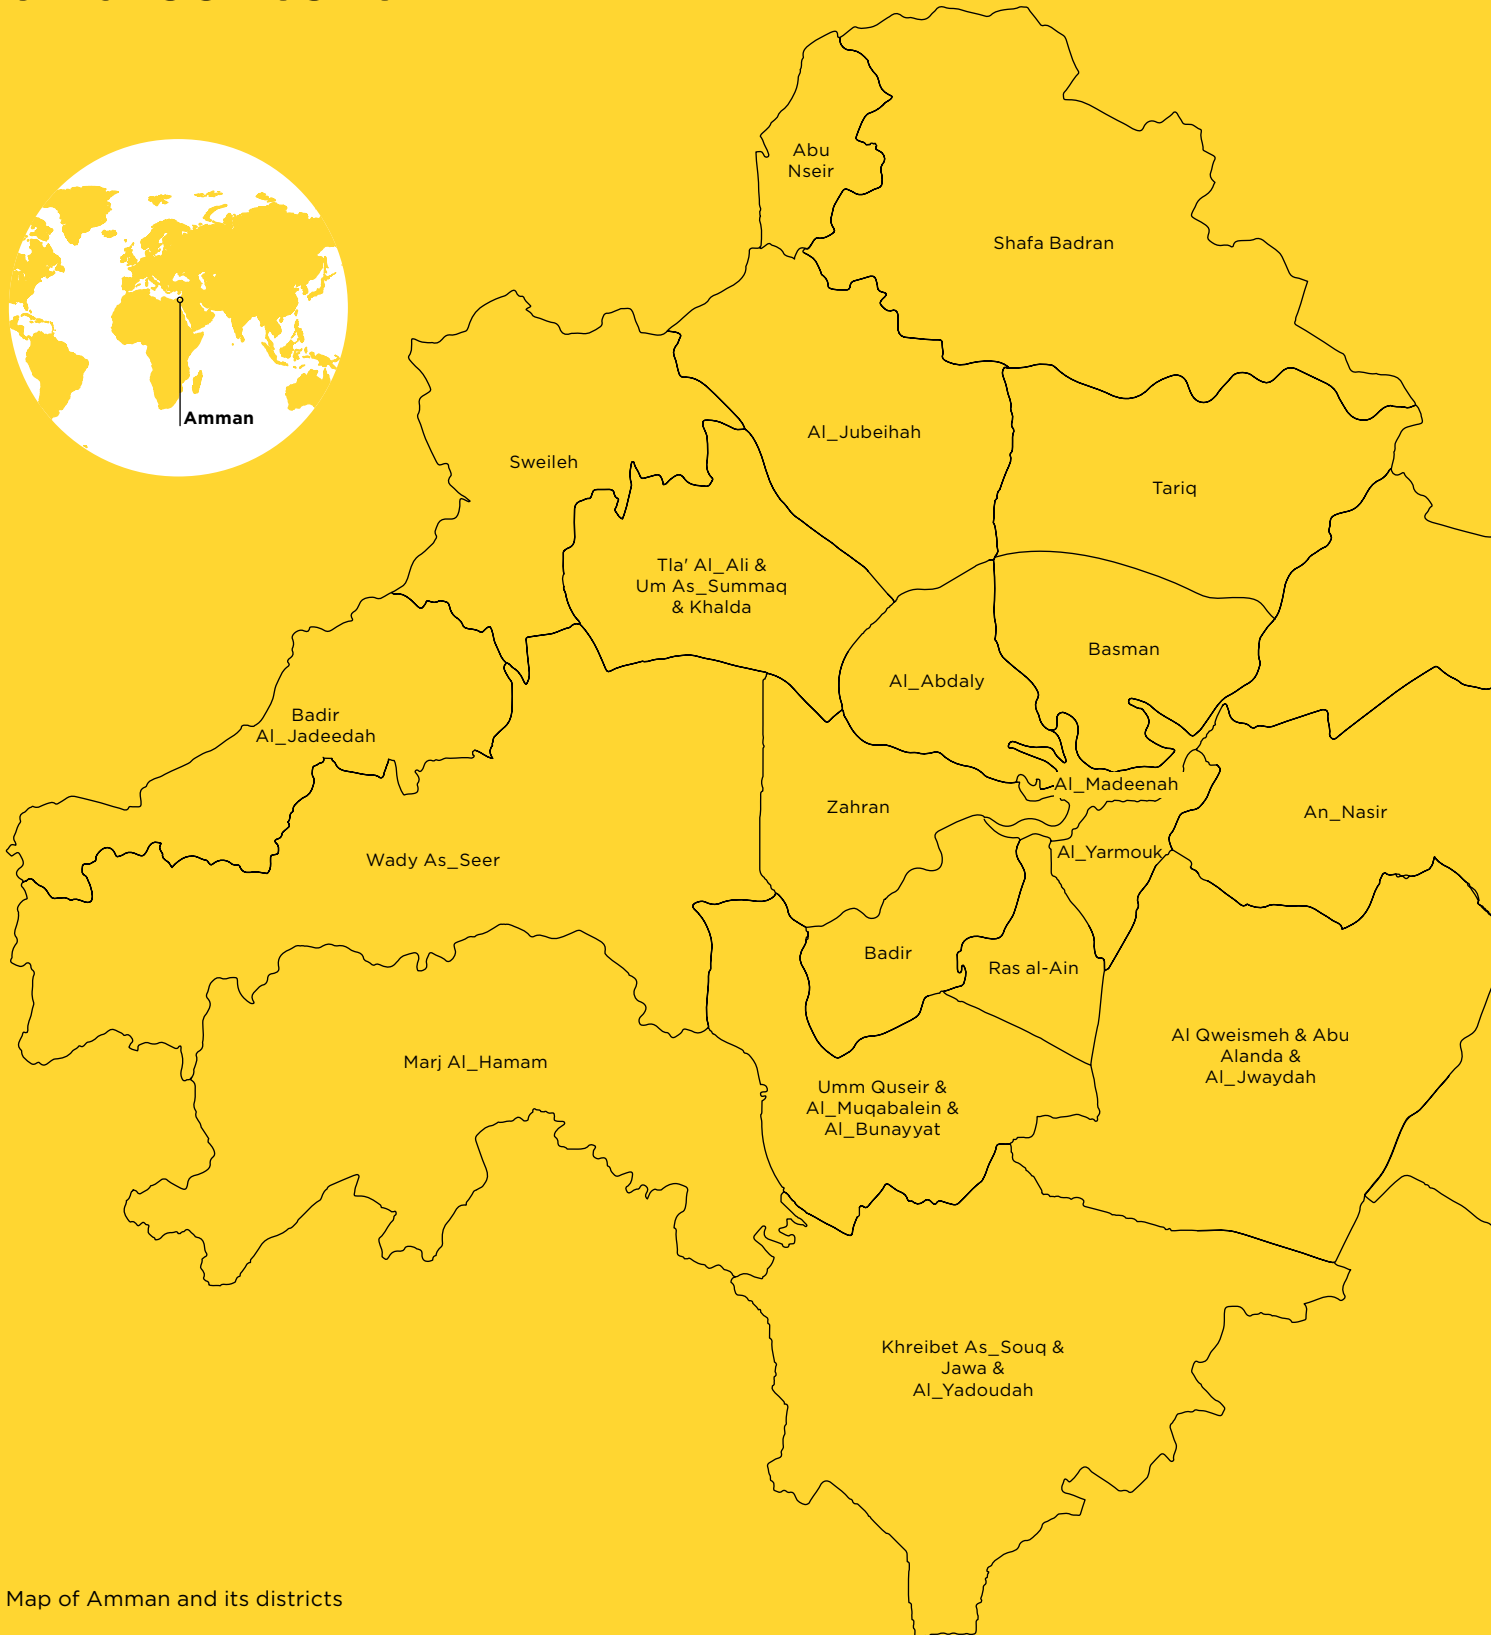 Abu
Nseir
Shafa Badran
Amman
Al_Jubeihah
Sweileh
Tariq
Tla' Al_Ali &
Um As_Summaq
& Khalda
Basman
Al_Abdaly
Badir
Al_Jadeedah
Al_Madeenah
Zahran
An_Nasir
Al_Yarmouk
Wady As_Seer
Badir
Ras al-Ain
Al Qweismeh & Abu
Alanda &
Al_Jwaydah
Marj Al_Hamam
Umm Quseir &
Al_Muqabalein &
Al_Bunayyat
Khreibet As_Souq &
Jawa &
Al_Yadoudah
Map of Amman and its districts